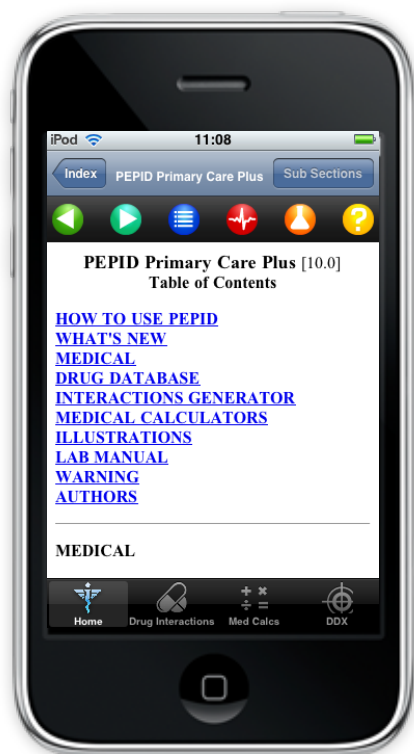 iPod 11:08
Index PEPID Primary Care Plus Sub Sections
?
PEPID Primary Care Plus [10.0]
Table of Contents
HOW TO USE PEPID
WHAT'S NEW
MEDICAL
DRUG DATABASE
INTERACTIONS GENERATOR
MEDICAL CALCULATORS
ILLUSTRATIONS
LAB MANUAL
WARNING
AUTHORS
MEDICAL
Home Drug Interactions Med Calcs DDX